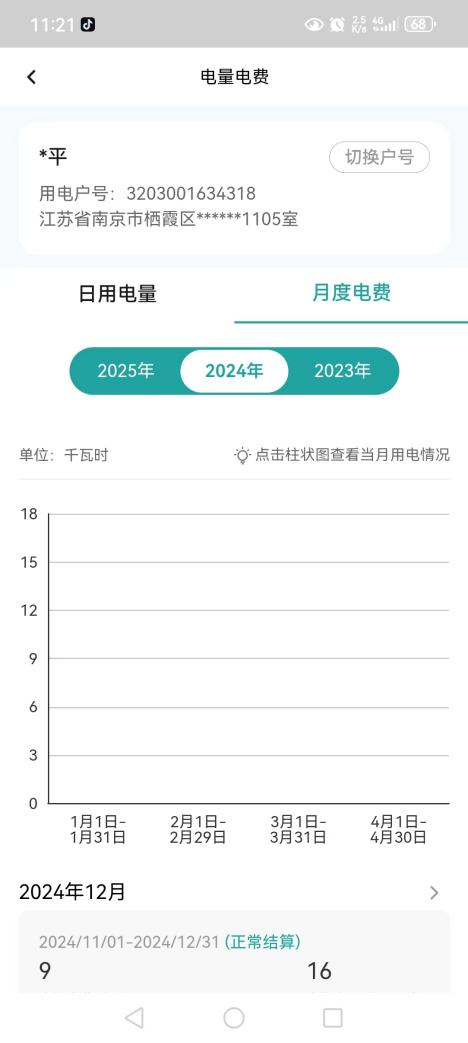 11:21
2.5 K/s 4G 68
电量电费
*平
切换户号
用电户号：3203001634318
江苏省南京市栖霞区******1105室
日用电量 月度电费
2025年 2024年 2023年
单位：千瓦时 点击柱状图查看当月用电情况
18
15
12
9
6
3
0
1月1日- 2月1日- 3月1日- 4月1日-
1月31日 2月29日 3月31日 4月30日
2024年12月
2024/11/01-2024/12/31 (正常结算)
9 16